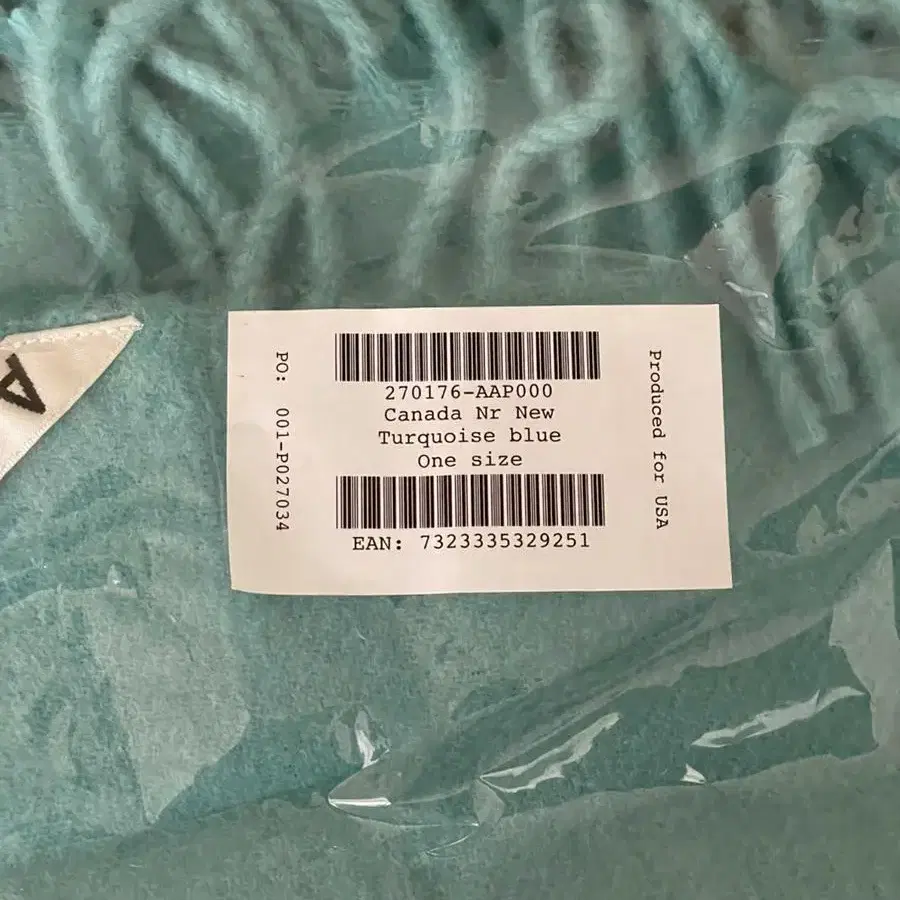 270176-AAP000
Canada Nr New
Turquoise blue
One size
EAN: 7323335329251
PO: 001-P027034
Produced for USA
A